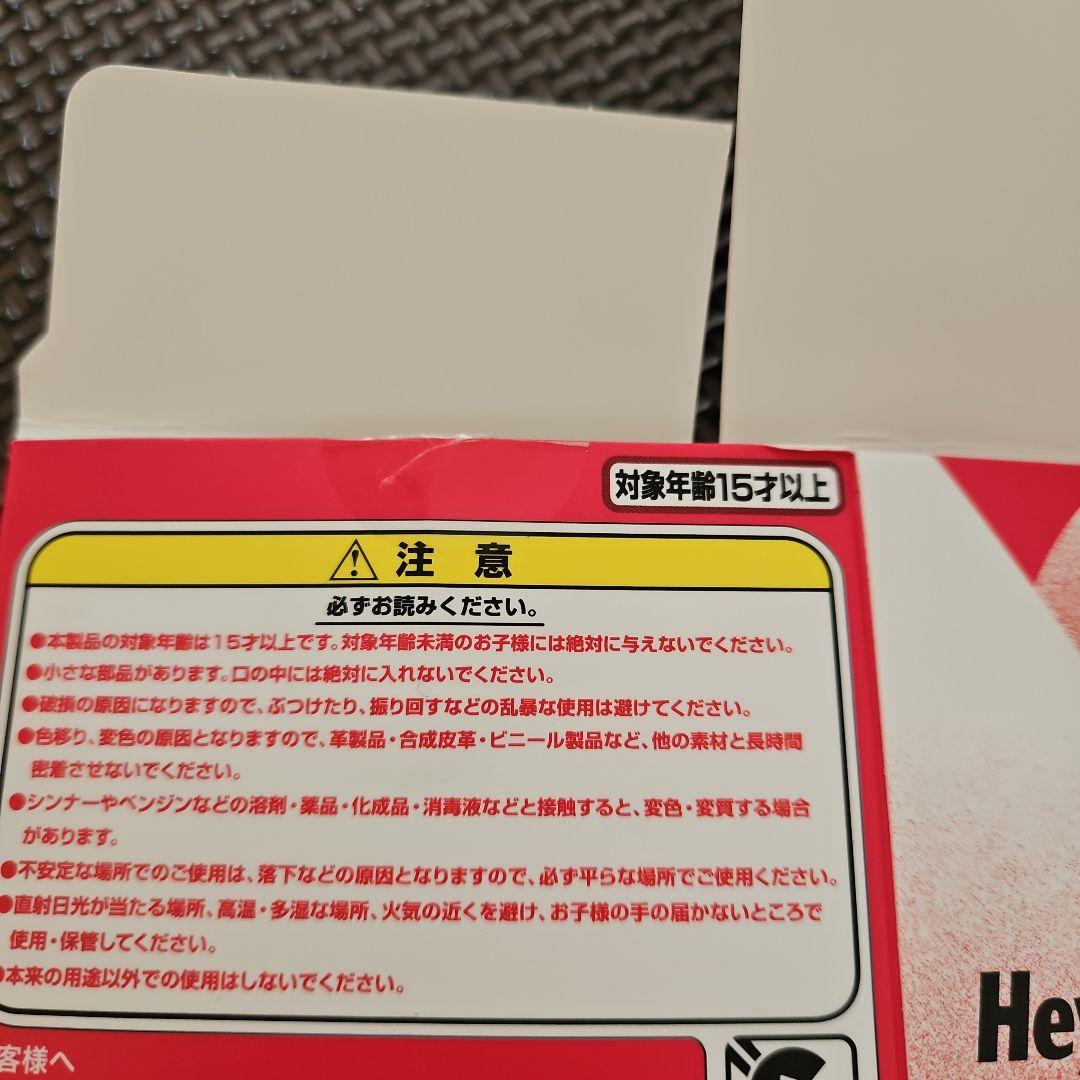 対象年齢15才以上
注 意
必ずお読みください。
●本製品の対象年齢は15才以上です。対象年齢未満のお子様には絶対に与えないでください。
●小さな部品があります。口の中には絶対に入れないでください。
●破損の原因になりますので、ぶつけたり、振り回すなどの乱暴な使用は避けてください。
●色移り、変色の原因となりますので、革製品・合成皮革・ビニール製品など、他の素材と長時間
密着させないでください。
●シンナーやベンジンなどの溶剤・薬品・化成品・消毒液などと接触すると、変色・変質する場合
があります。
●不安定な場所でのご使用は、落下などの原因となりますので、必ず平らな場所でご使用ください。
●直射日光が当たる場所、高温・多湿な場所、火気の近くを避け、お子様の手の届かないところで
使用・保管してください。
●本来の用途以外での使用はしないでください。
客様へ
Hey